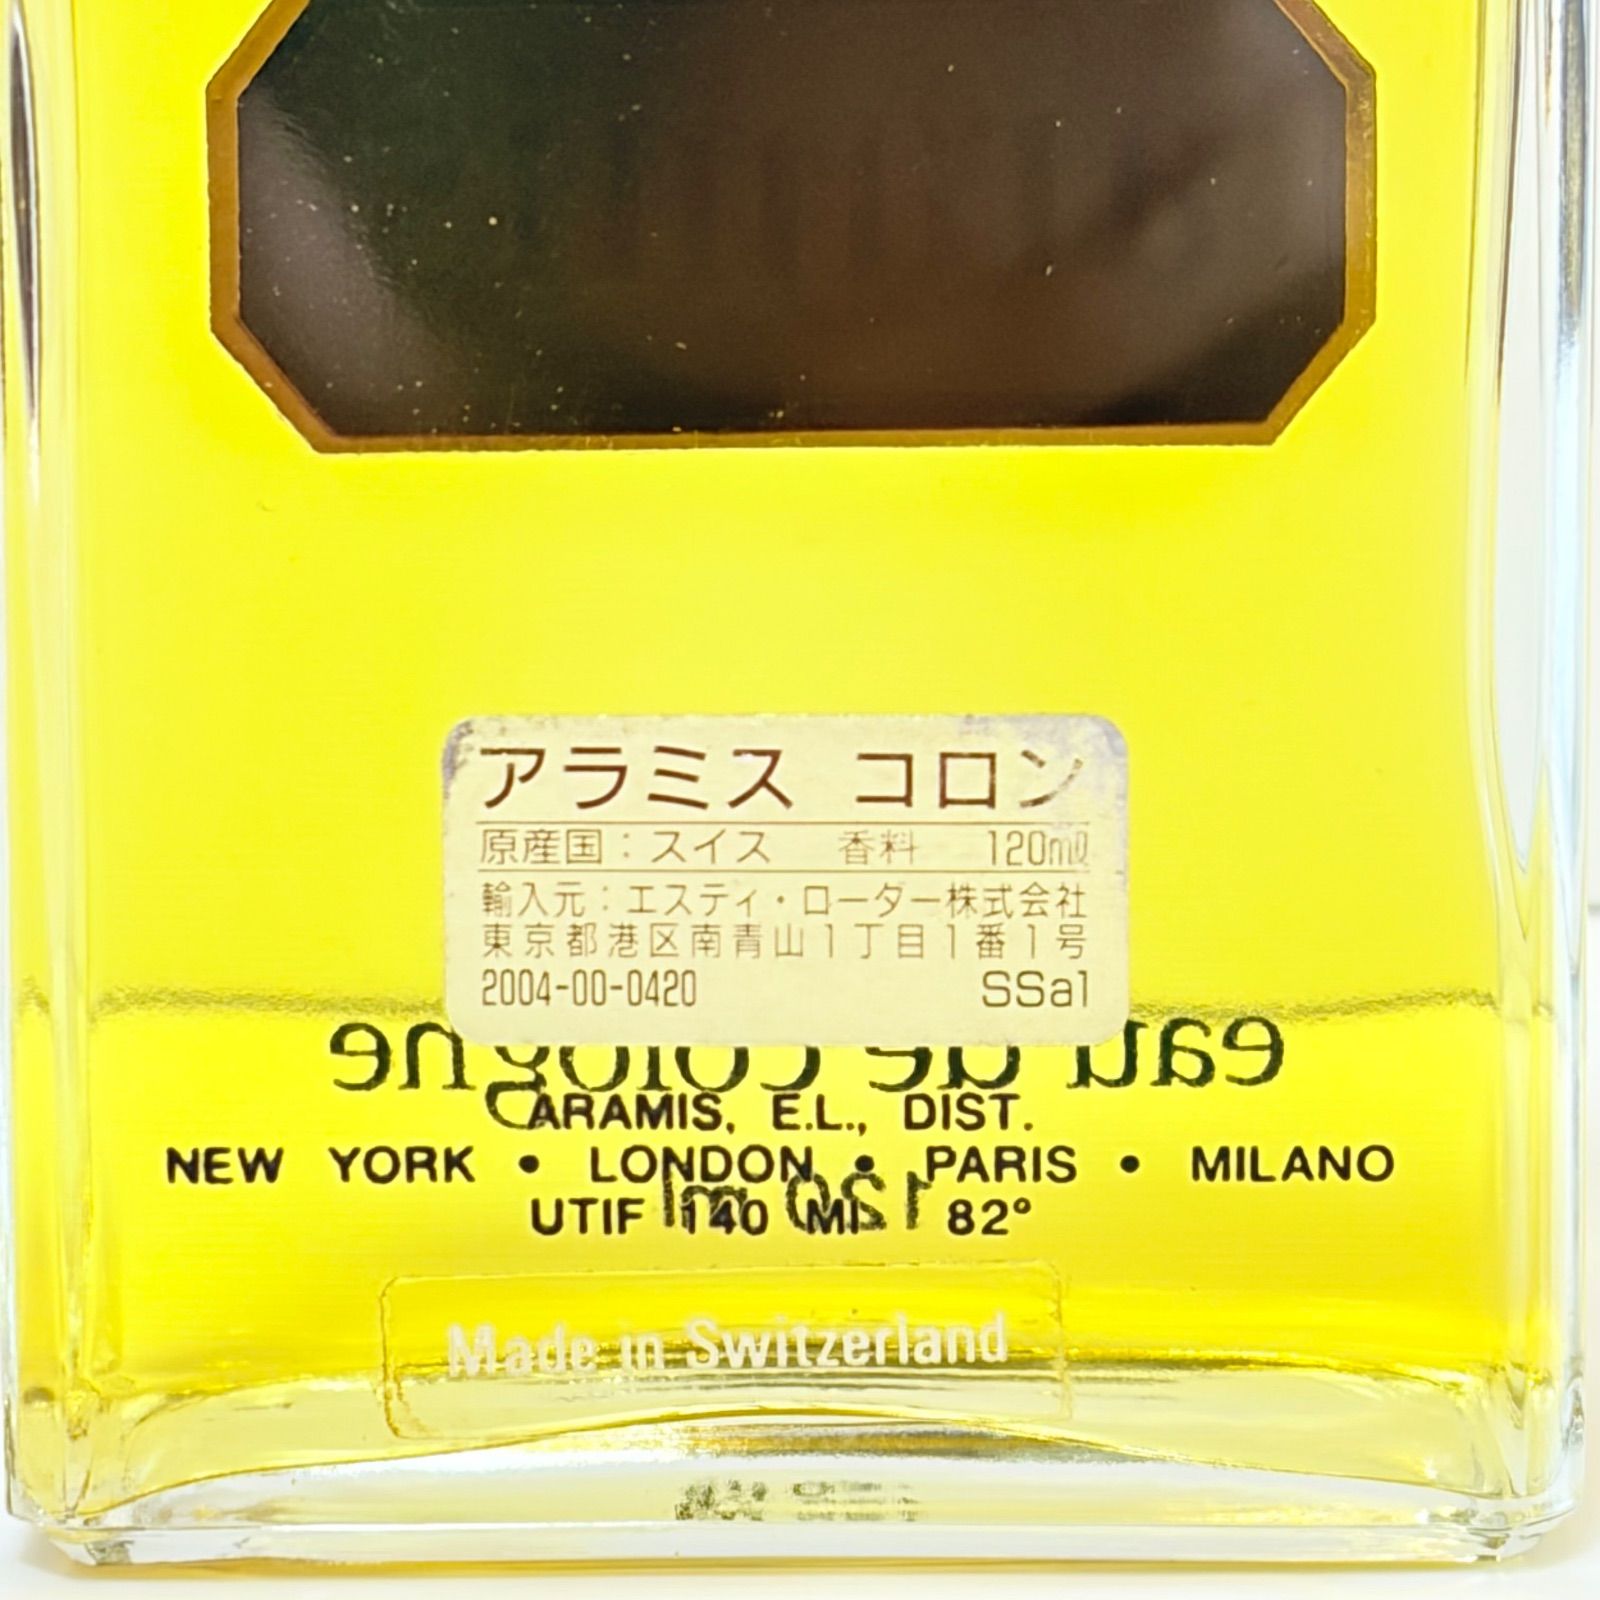 アラミス コロン
原産国：スイス 香料 120ml
輸入元：エスティ・ローダー株式会社
東京都港区南青山1丁目1番1号
2004-00-0420 SSa1
eau de cologne
ARAMIS, E.L., DIST.
NEW YORK • LONDON • PARIS • MILANO
120 ml
UTIF 140 Ml 82°
Made in Switzerland